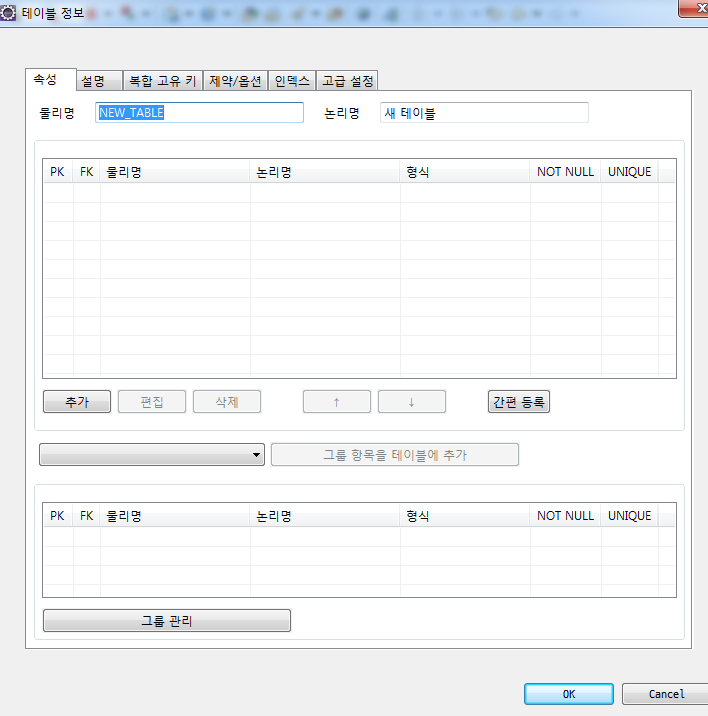 테이블 정보
속성 설명 복합 고유 키 제약/옵션 인덱스 고급 설정
물리명 NEW_TABLE 논리명 새 테이블
PK FK 물리명 논리명 형식 NOT NULL UNIQUE
추가 편집 삭제 ↑ ↓ 간편 등록
그룹 항목을 테이블에 추가
PK FK 물리명 논리명 형식 NOT NULL UNIQUE
그룹 관리
OK Cancel